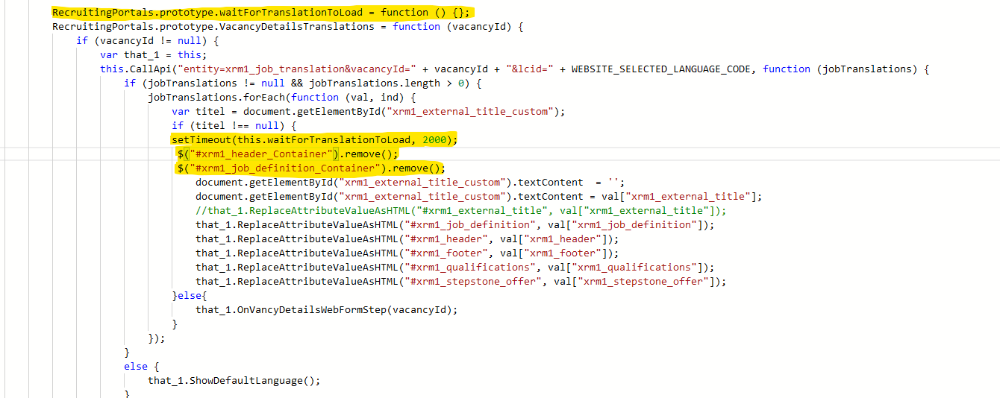 RecruitingPortals.prototype.waitForTranslationToLoad = function () {};
RecruitingPortals.prototype.VacancyDetailsTranslations = function (vacancyId) {
if (vacancyId != null) {
var that_1 = this;
this.CallApi("entity=xrm1_job_translation&vacancyId=" + vacancyId + "&lcid=" + WEBSITE_SELECTED_LANGUAGE_CODE, function (jobTranslations) {
if (jobTranslations != null && jobTranslations.length > 0) {
jobTranslations.forEach(function (val, ind) {
var titel = document.getElementById("xrm1_external_title_custom");
if (titel !== null) {
setTimeout(this.waitForTranslationToLoad, 2000);
$("#xrm1_header_Container").remove();
$("#xrm1_job_definition_Container").remove();
document.getElementById("xrm1_external_title_custom").textContent  = '';
document.getElementById("xrm1_external_title_custom").textContent = val["xrm1_external_title"];
//that_1.ReplaceAttributeValueAsHTML("#xrm1_external_title", val["xrm1_external_title"]);
that_1.ReplaceAttributeValueAsHTML("#xrm1_job_definition", val["xrm1_job_definition"]);
that_1.ReplaceAttributeValueAsHTML("#xrm1_header", val["xrm1_header"]);
that_1.ReplaceAttributeValueAsHTML("#xrm1_footer", val["xrm1_footer"]);
that_1.ReplaceAttributeValueAsHTML("#xrm1_qualifications", val["xrm1_qualifications"]);
that_1.ReplaceAttributeValueAsHTML("#xrm1_stepstone_offer", val["xrm1_stepstone_offer"]);
}else{
that_1.OnVancyDetailsWebFormStep(vacancyId);
}
});
}
else {
that_1.ShowDefaultLanguage();
}